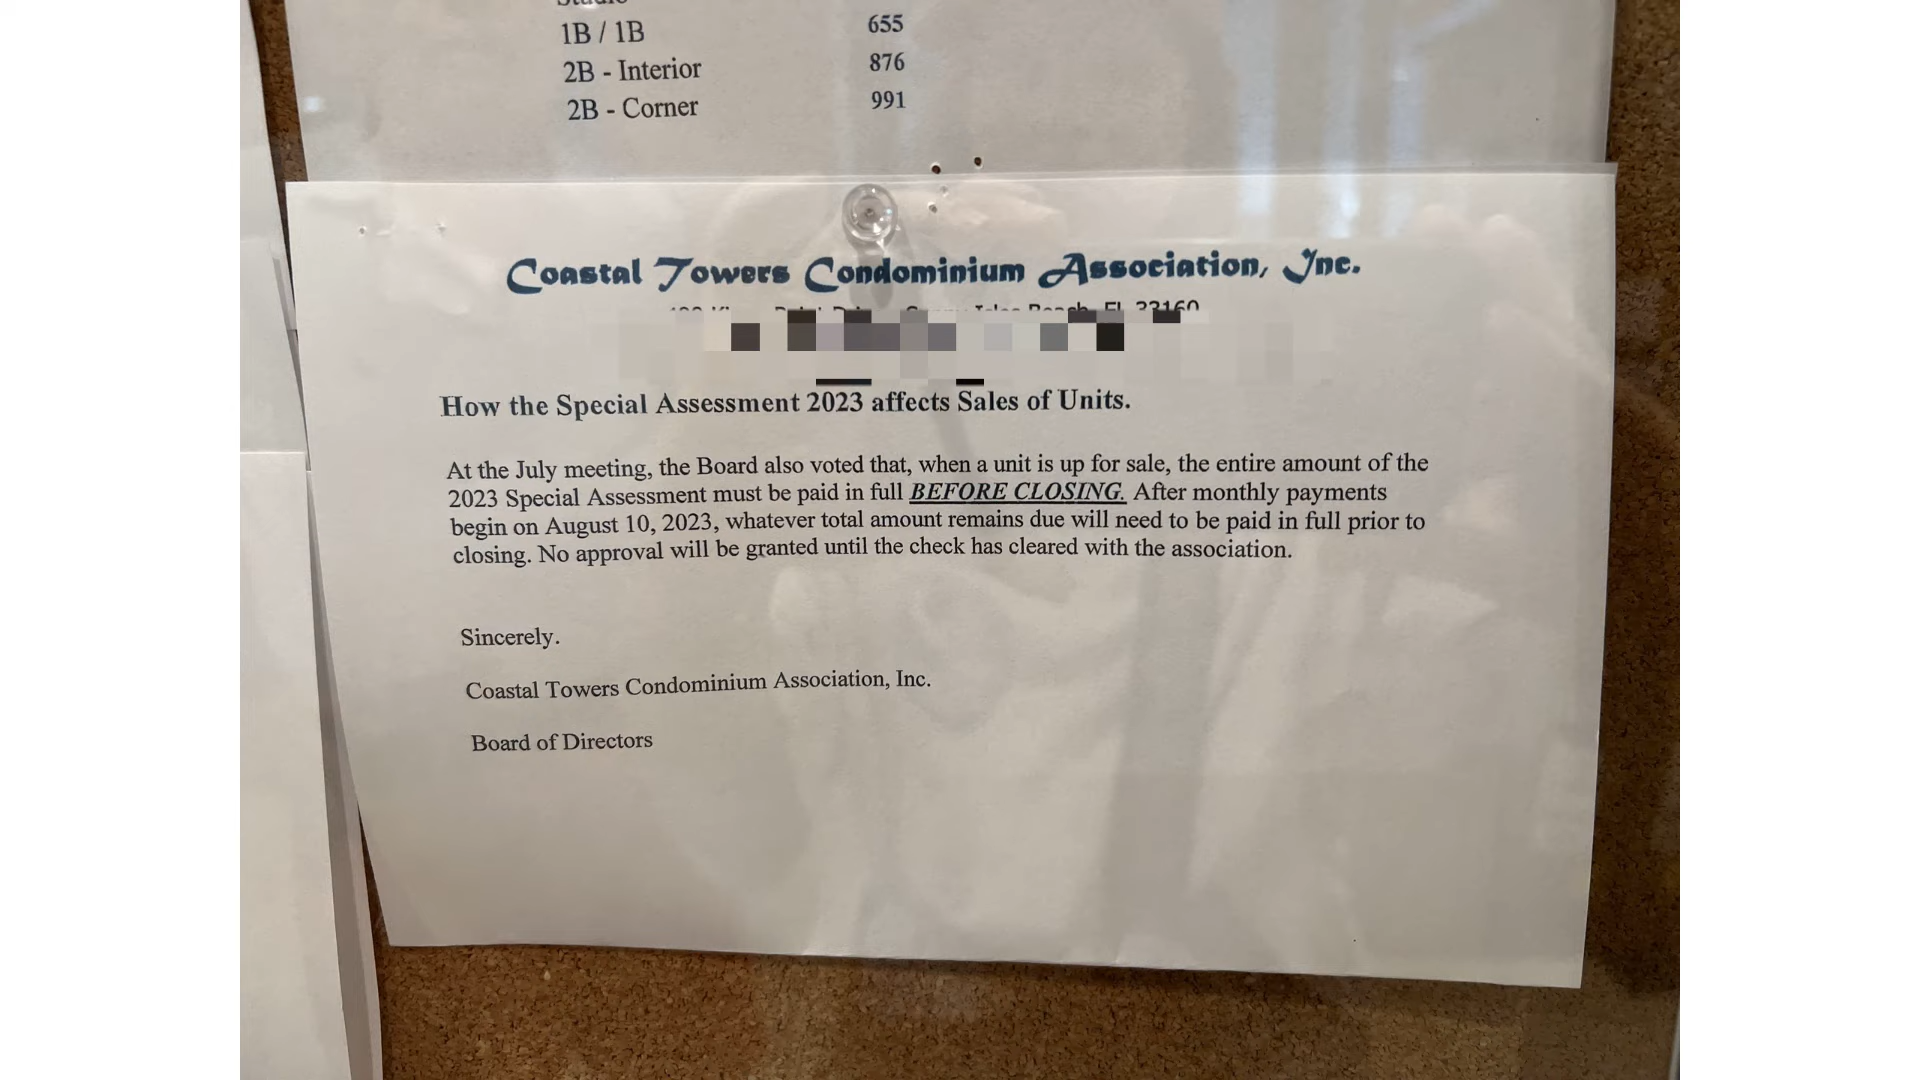 1B / 1B 655
2B - Interior 876
2B - Corner 991
Coastal Towers Condominium Association, Inc.
Beach, FL 33160
How the Special Assessment 2023 affects Sales of Units.
At the July meeting, the Board also voted that, when a unit is up for sale, the entire amount of the
2023 Special Assessment must be paid in full BEFORE CLOSING. After monthly payments
begin on August 10, 2023, whatever total amount remains due will need to be paid in full prior to
closing. No approval will be granted until the check has cleared with the association.
Sincerely.
Coastal Towers Condominium Association, Inc.
Board of Directors